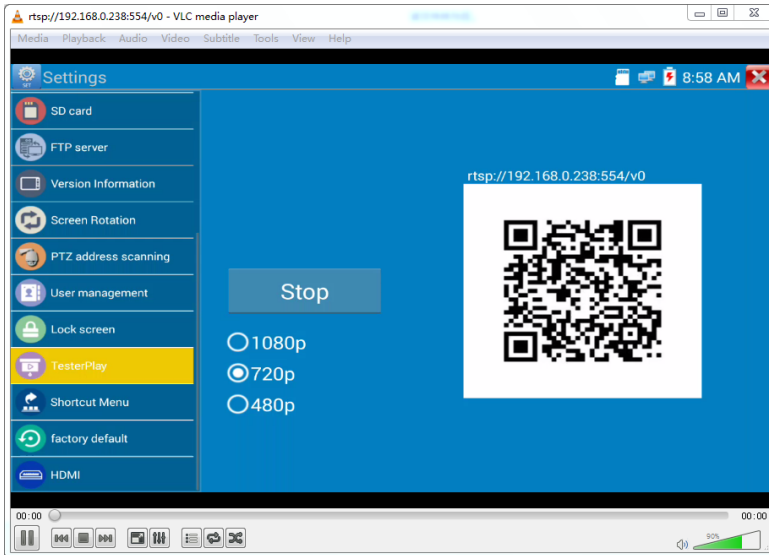 rtsp://192.168.0.238:554/v0 - VLC media player
Media Playback Audio Video Subtitle Tools View Help
Settings
8:58 AM
SET
SD card
FTP server
Version Information
Screen Rotation
PTZ address scanning
User management
Lock screen
TesterPlay
Shortcut Menu
factory default
HDMI
rtsp://192.168.0.238:554/v0
Stop
1080p
720p
480p
00:00
00:00
90%